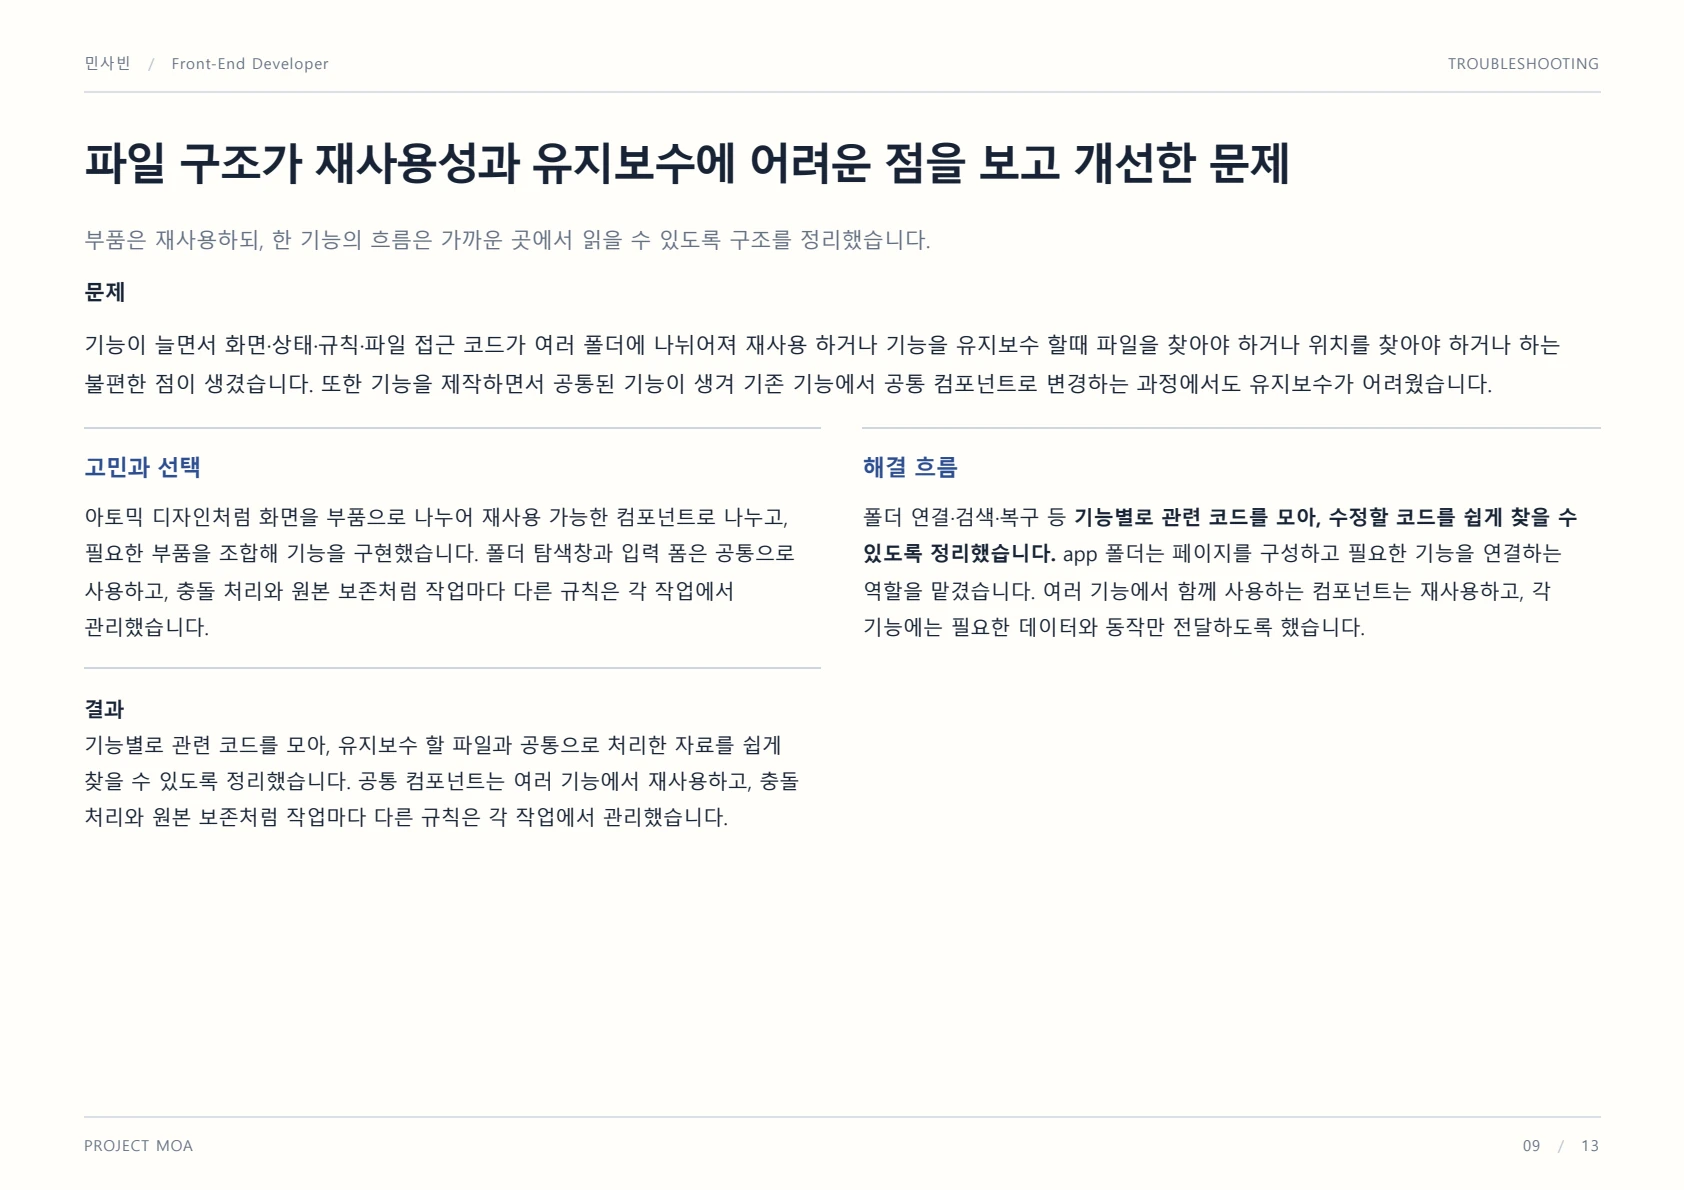 민사빈 / Front-End Developer
TROUBLESHOOTING
파일 구조가 재사용성과 유지보수에 어려운 점을 보고 개선한 문제
부품은 재사용하되, 한 기능의 흐름은 가까운 곳에서 읽을 수 있도록 구조를 정리했습니다.
문제
기능이 늘면서 화면·상태·규칙·파일 접근 코드가 여러 폴더에 나뉘어져 재사용 하거나 기능을 유지보수 할때 파일을 찾아야 하거나 위치를 찾아야 하거나 하는
불편한 점이 생겼습니다. 또한 기능을 제작하면서 공통된 기능이 생겨 기존 기능에서 공통 컴포넌트로 변경하는 과정에서도 유지보수가 어려웠습니다.
고민과 선택
아토믹 디자인처럼 화면을 부품으로 나누어 재사용 가능한 컴포넌트로 나누고,
필요한 부품을 조합해 기능을 구현했습니다. 폴더 탐색창과 입력 폼은 공통으로
사용하고, 충돌 처리와 원본 보존처럼 작업마다 다른 규칙은 각 작업에서
관리했습니다.
해결 흐름
폴더 연결·검색·복구 등 기능별로 관련 코드를 모아, 수정할 코드를 쉽게 찾을 수
있도록 정리했습니다. app 폴더는 페이지를 구성하고 필요한 기능을 연결하는
역할을 맡겼습니다. 여러 기능에서 함께 사용하는 컴포넌트는 재사용하고, 각
기능에는 필요한 데이터와 동작만 전달하도록 했습니다.
결과
기능별로 관련 코드를 모아, 유지보수 할 파일과 공통으로 처리한 자료를 쉽게
찾을 수 있도록 정리했습니다. 공통 컴포넌트는 여러 기능에서 재사용하고, 충돌
처리와 원본 보존처럼 작업마다 다른 규칙은 각 작업에서 관리했습니다.
PROJECT MOA
09 / 13